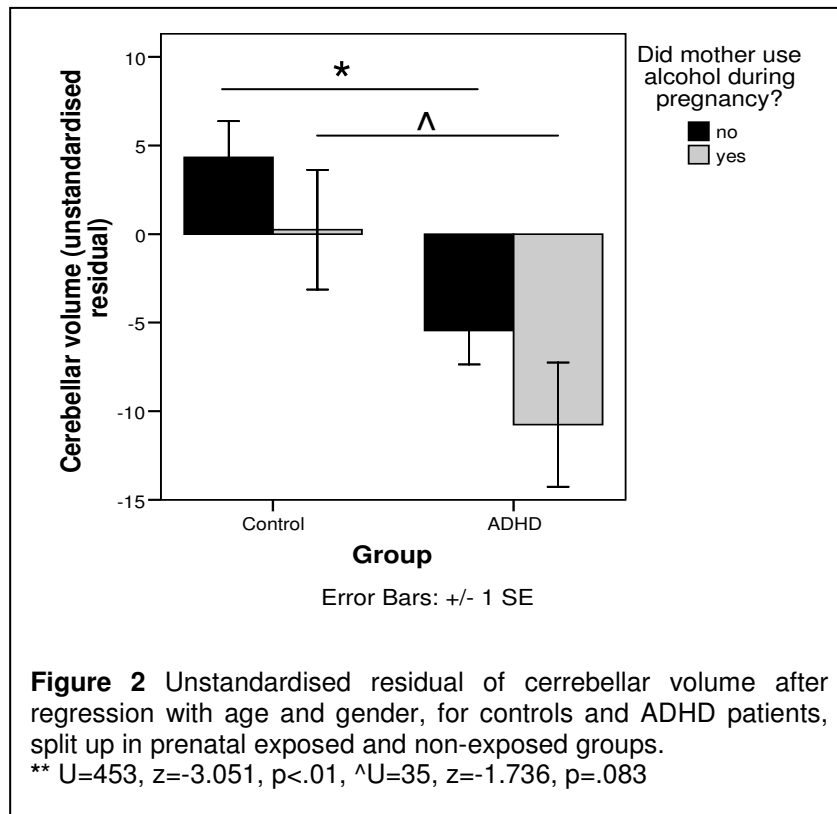 10
5
0
-5
-10
-15
Cerebellar volume (unstandardised
residual)
*
^
Did mother use
alcohol during
pregnancy?
no
yes
Control
ADHD
Group
Error Bars: +/- 1 SE
Figure 2 Unstandardised residual of cerrebellar volume after
regression with age and gender, for controls and ADHD patients,
split up in prenatal exposed and non-exposed groups.
** U=453, z=-3.051, p<.01, ^U=35, z=-1.736, p=.083